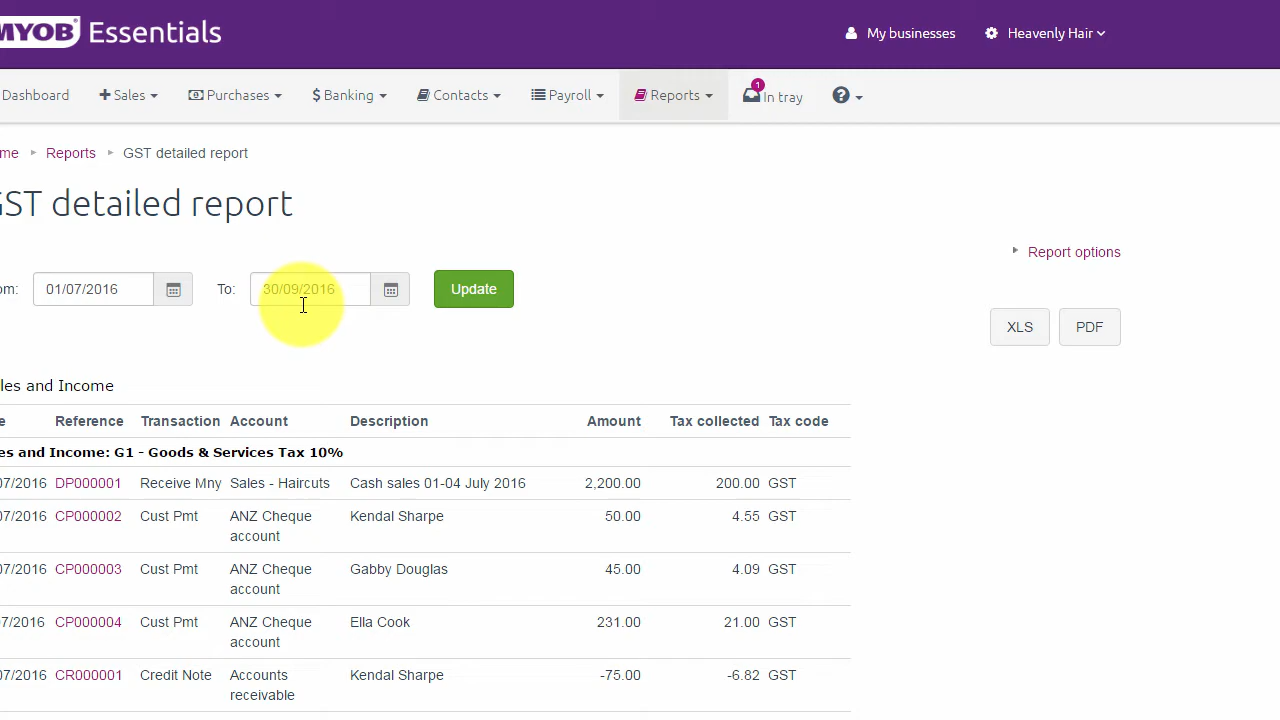 MYOB Essentials
My businesses Heavenly Hair
Dashboard Sales Purchases $ Banking Contacts Payroll Reports 1 In tray ?
me Reports GST detailed report
GST detailed report
om: 01/07/2016 To: 30/09/2016 Update
Report options
XLS PDF
les and Income
e Reference Transaction Account Description Amount Tax collected Tax code
es and Income: G1 - Goods & Services Tax 10%
07/2016 DP000001 Receive Mny Sales - Haircuts Cash sales 01-04 July 2016 2,200.00 200.00 GST
07/2016 CP000002 Cust Pmt ANZ Cheque Kendal Sharpe 50.00 4.55 GST
account
07/2016 CP000003 Cust Pmt ANZ Cheque Gabby Douglas 45.00 4.09 GST
account
/07/2016 CP000004 Cust Pmt ANZ Cheque Ella Cook 231.00 21.00 GST
account
07/2016 CR000001 Credit Note Accounts Kendal Sharpe -75.00 -6.82 GST
receivable